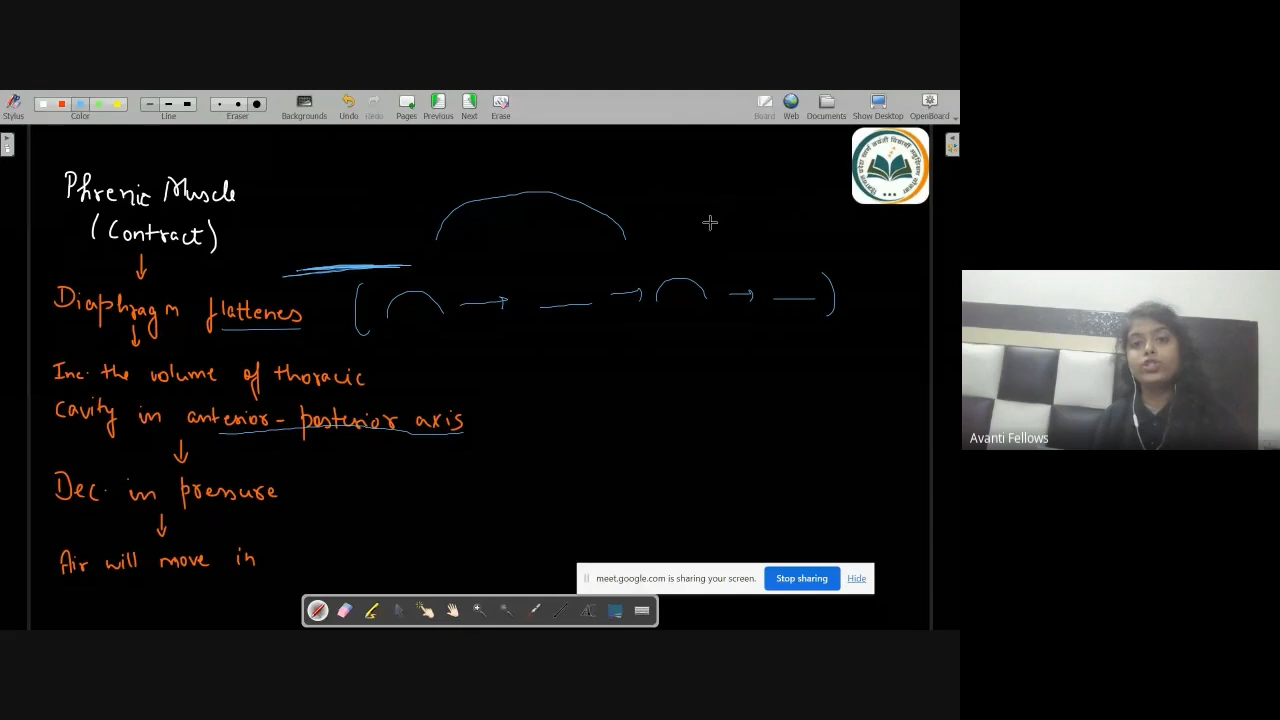 Stylus
Color
Line
Eraser
Backgrounds
Undo
Redo
Pages
Previous
Next
Erase
Board
Web
Documents
Show Desktop
OpenBoard
Phrenic Muscle
(Contract)
↓
Diaphragm flattenes
↓
Inc. the volume of thoracic
cavity in anterior - posterior axis
↓
Dec. in pressure
↓
Air will move in
( → → → )
meet.google.com is sharing your screen.
Stop sharing
Hide
Avanti Fellows